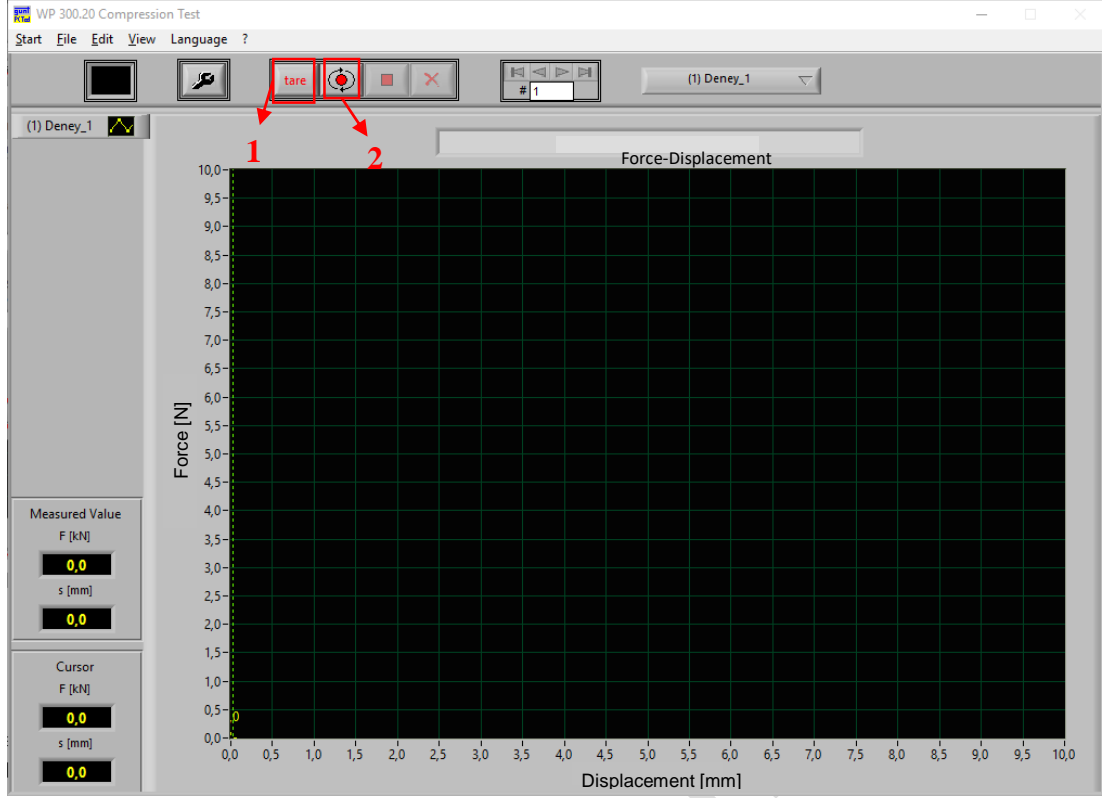 gunt
PCTool
WP 300.20 Compression Test
Start File Edit View Language ?
tare
# 1
(1) Deney_1
(1) Deney_1
1
2
Force-Displacement
10,0
9,5
9,0
8,5
8,0
7,5
7,0
6,5
6,0
5,5
5,0
4,5
4,0
3,5
3,0
2,5
2,0
1,5
1,0
0,5
0,0
Force [N]
0
0,0 0,5 1,0 1,5 2,0 2,5 3,0 3,5 4,0 4,5 5,0 5,5 6,0 6,5 7,0 7,5 8,0 8,5 9,0 9,5 10,0
Displacement [mm]
Measured Value
F [kN]
0,0
s [mm]
0,0
Cursor
F [kN]
0,0
s [mm]
0,0